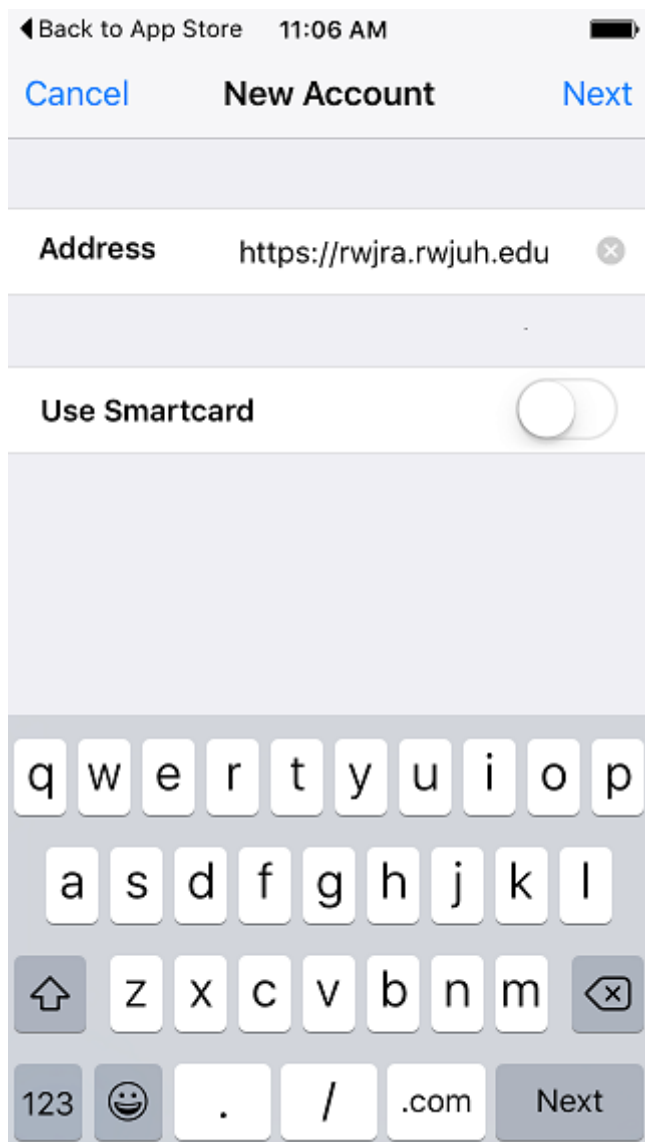 Back to App Store 11:06 AM
Cancel New Account Next
Address https://rwjra.rwjuh.edu
Use Smartcard
q w e r t y u i o p
a s d f g h j k l
z x c v b n m
123 . / .com Next